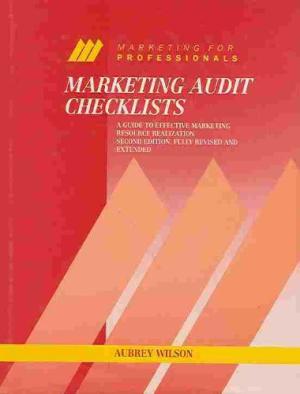 MARKETING FOR
PROFESSIONALS
MARKETING AUDIT
CHECKLISTS
A GUIDE TO EFFECTIVE MARKETING
RESOURCE REALIZATION
SECOND EDITION, FULLY REVISED AND
EXTENDED
AUBREY WILSON